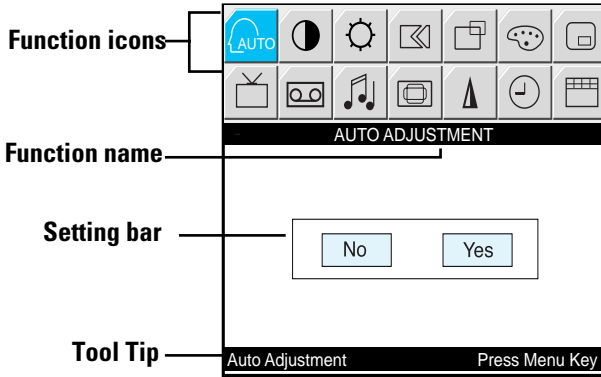 Function icons
AUTO
AUTO ADJUSTMENT
Function name
Setting bar
No Yes
Tool Tip
Auto Adjustment Press Menu Key